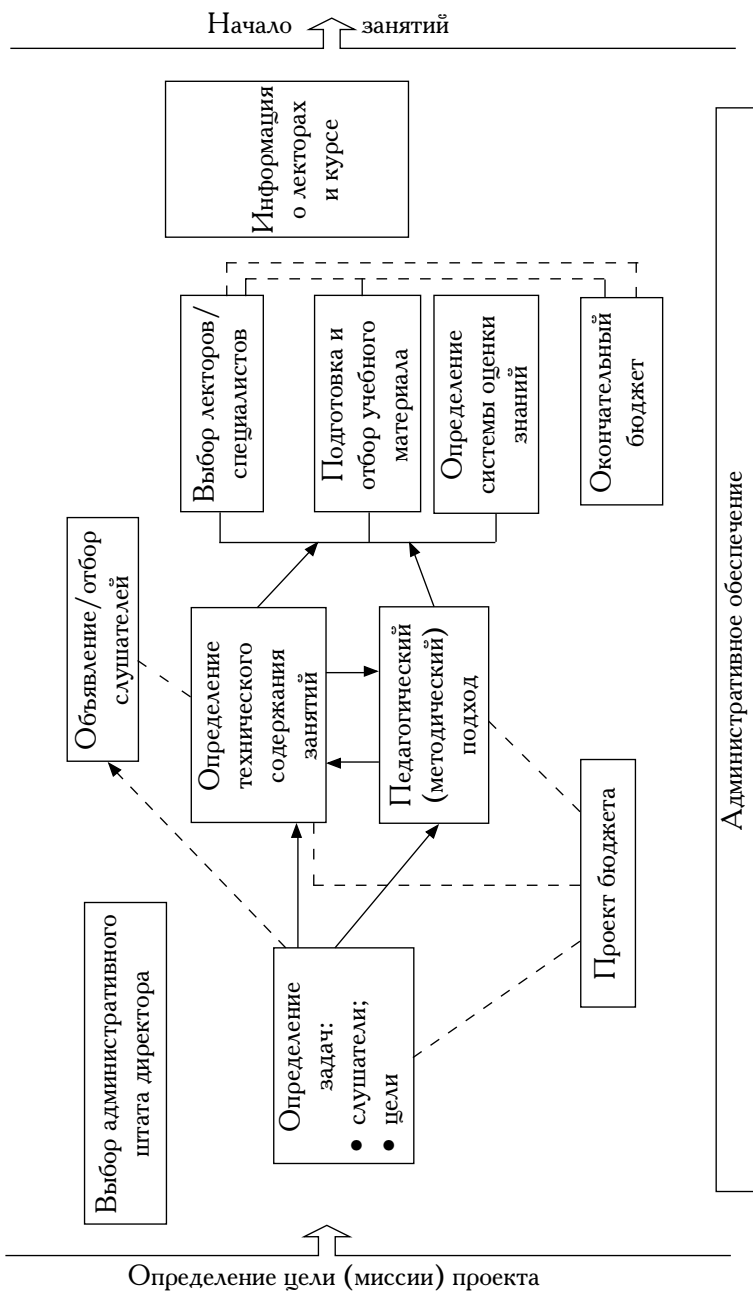 Начало занятий
Информация
о лекторах
и курсе
Выбор лекторов/
специалистов
Подготовка и
отбор учебного
материала
Определение
системы оценки
знаний
Окончательный
бюджет
Объявление/отбор
слушателей
Определение
технического
содержания
занятий
Педагогический
(методический)
подход
Проект бюджета
Выбор административного
штата директора
Определение
задач:
• слушатели;
• цели
Административное обеспечение
Определение цели (миссии) проекта